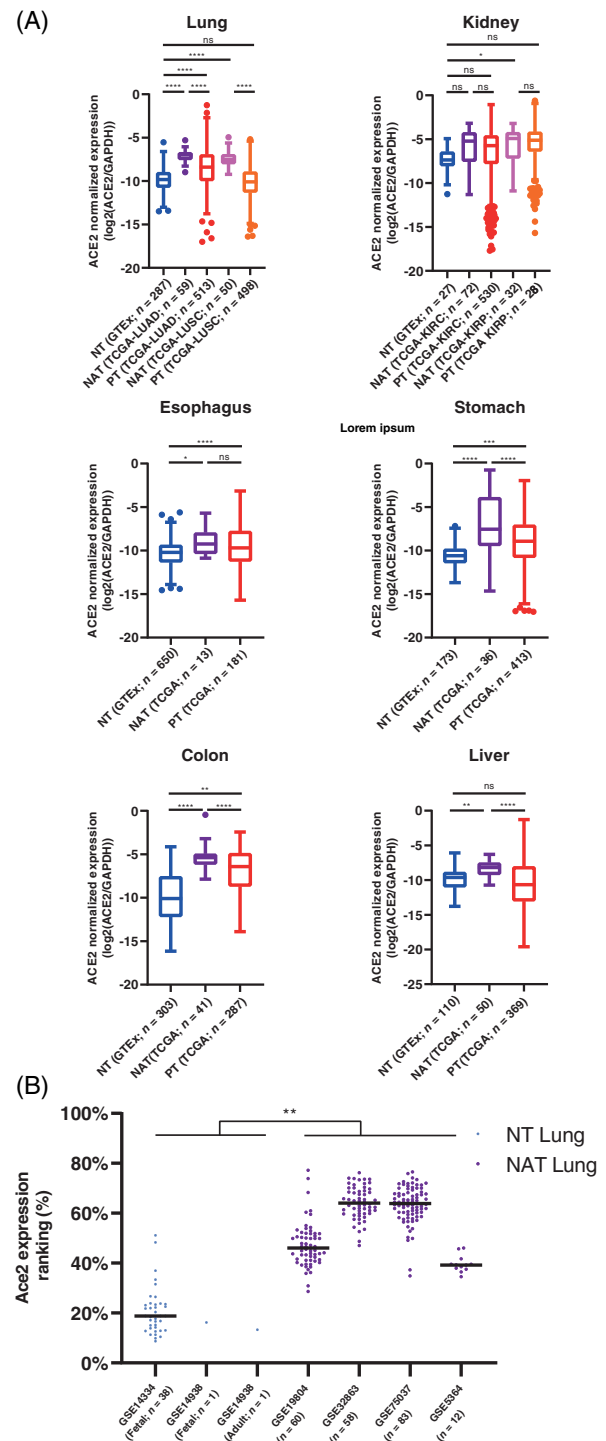 (A)
Lung
ns
****
****
**** **** ****
ACE2 normalized expression
(log2(ACE2/GAPDH))
0
-5
-10
-15
-20
NT (GTEx; n = 287)
NAT (TCGA-LUAD; n = 59)
PT (TCGA-LUAD; n = 513)
NAT (TCGA-LUSC; n = 50)
PT (TCGA-LUSC; n = 498)
Kidney
ns
*
ns
ns ns ns
ACE2 normalized expression
(log2(ACE2/GAPDH))
0
-5
-10
-15
-20
NT (GTEx; n = 27)
NAT (TCGA-KIRC; n = 72)
PT (TCGA-KIRC; n = 530)
NAT (TCGA-KIRP; n = 32)
PT (TCGA KIRP; n = 28)
Esophagus
****
* ns
ACE2 normalized expression
(log2(ACE2/GAPDH))
0
-5
-10
-15
-20
NT (GTEx; n = 650)
NAT (TCGA; n = 13)
PT (TCGA; n = 181)
Lorem ipsum
Stomach
***
**** ****
ACE2 normalized expression
(log2(ACE2/GAPDH))
0
-5
-10
-15
-20
NT (GTEx; n = 173)
NAT (TCGA; n = 36)
PT (TCGA; n = 413)
Colon
**
**** ****
ACE2 normalized expression
(log2(ACE2/GAPDH))
0
-5
-10
-15
-20
NT (GTEx; n = 303)
NAT(TCGA; n = 41)
PT (TCGA; n = 287)
Liver
ns
** ****
ACE2 normalized expression
(log2(ACE2/GAPDH))
0
-5
-10
-15
-20
-25
NT (GTEx; n = 110)
NAT (TCGA; n = 50)
PT (TCGA; n = 369)
(B)
**
NT Lung
NAT Lung
Ace2 expression
ranking (%)
100%
80%
60%
40%
20%
0%
GSE14334
(Fetal; n = 38)
GSE14938
(Fetal; n = 1)
GSE14938
(Adult; n = 1)
GSE19804
(n = 60)
GSE32863
(n = 58)
GSE75037
(n = 83)
GSE5364
(n = 12)